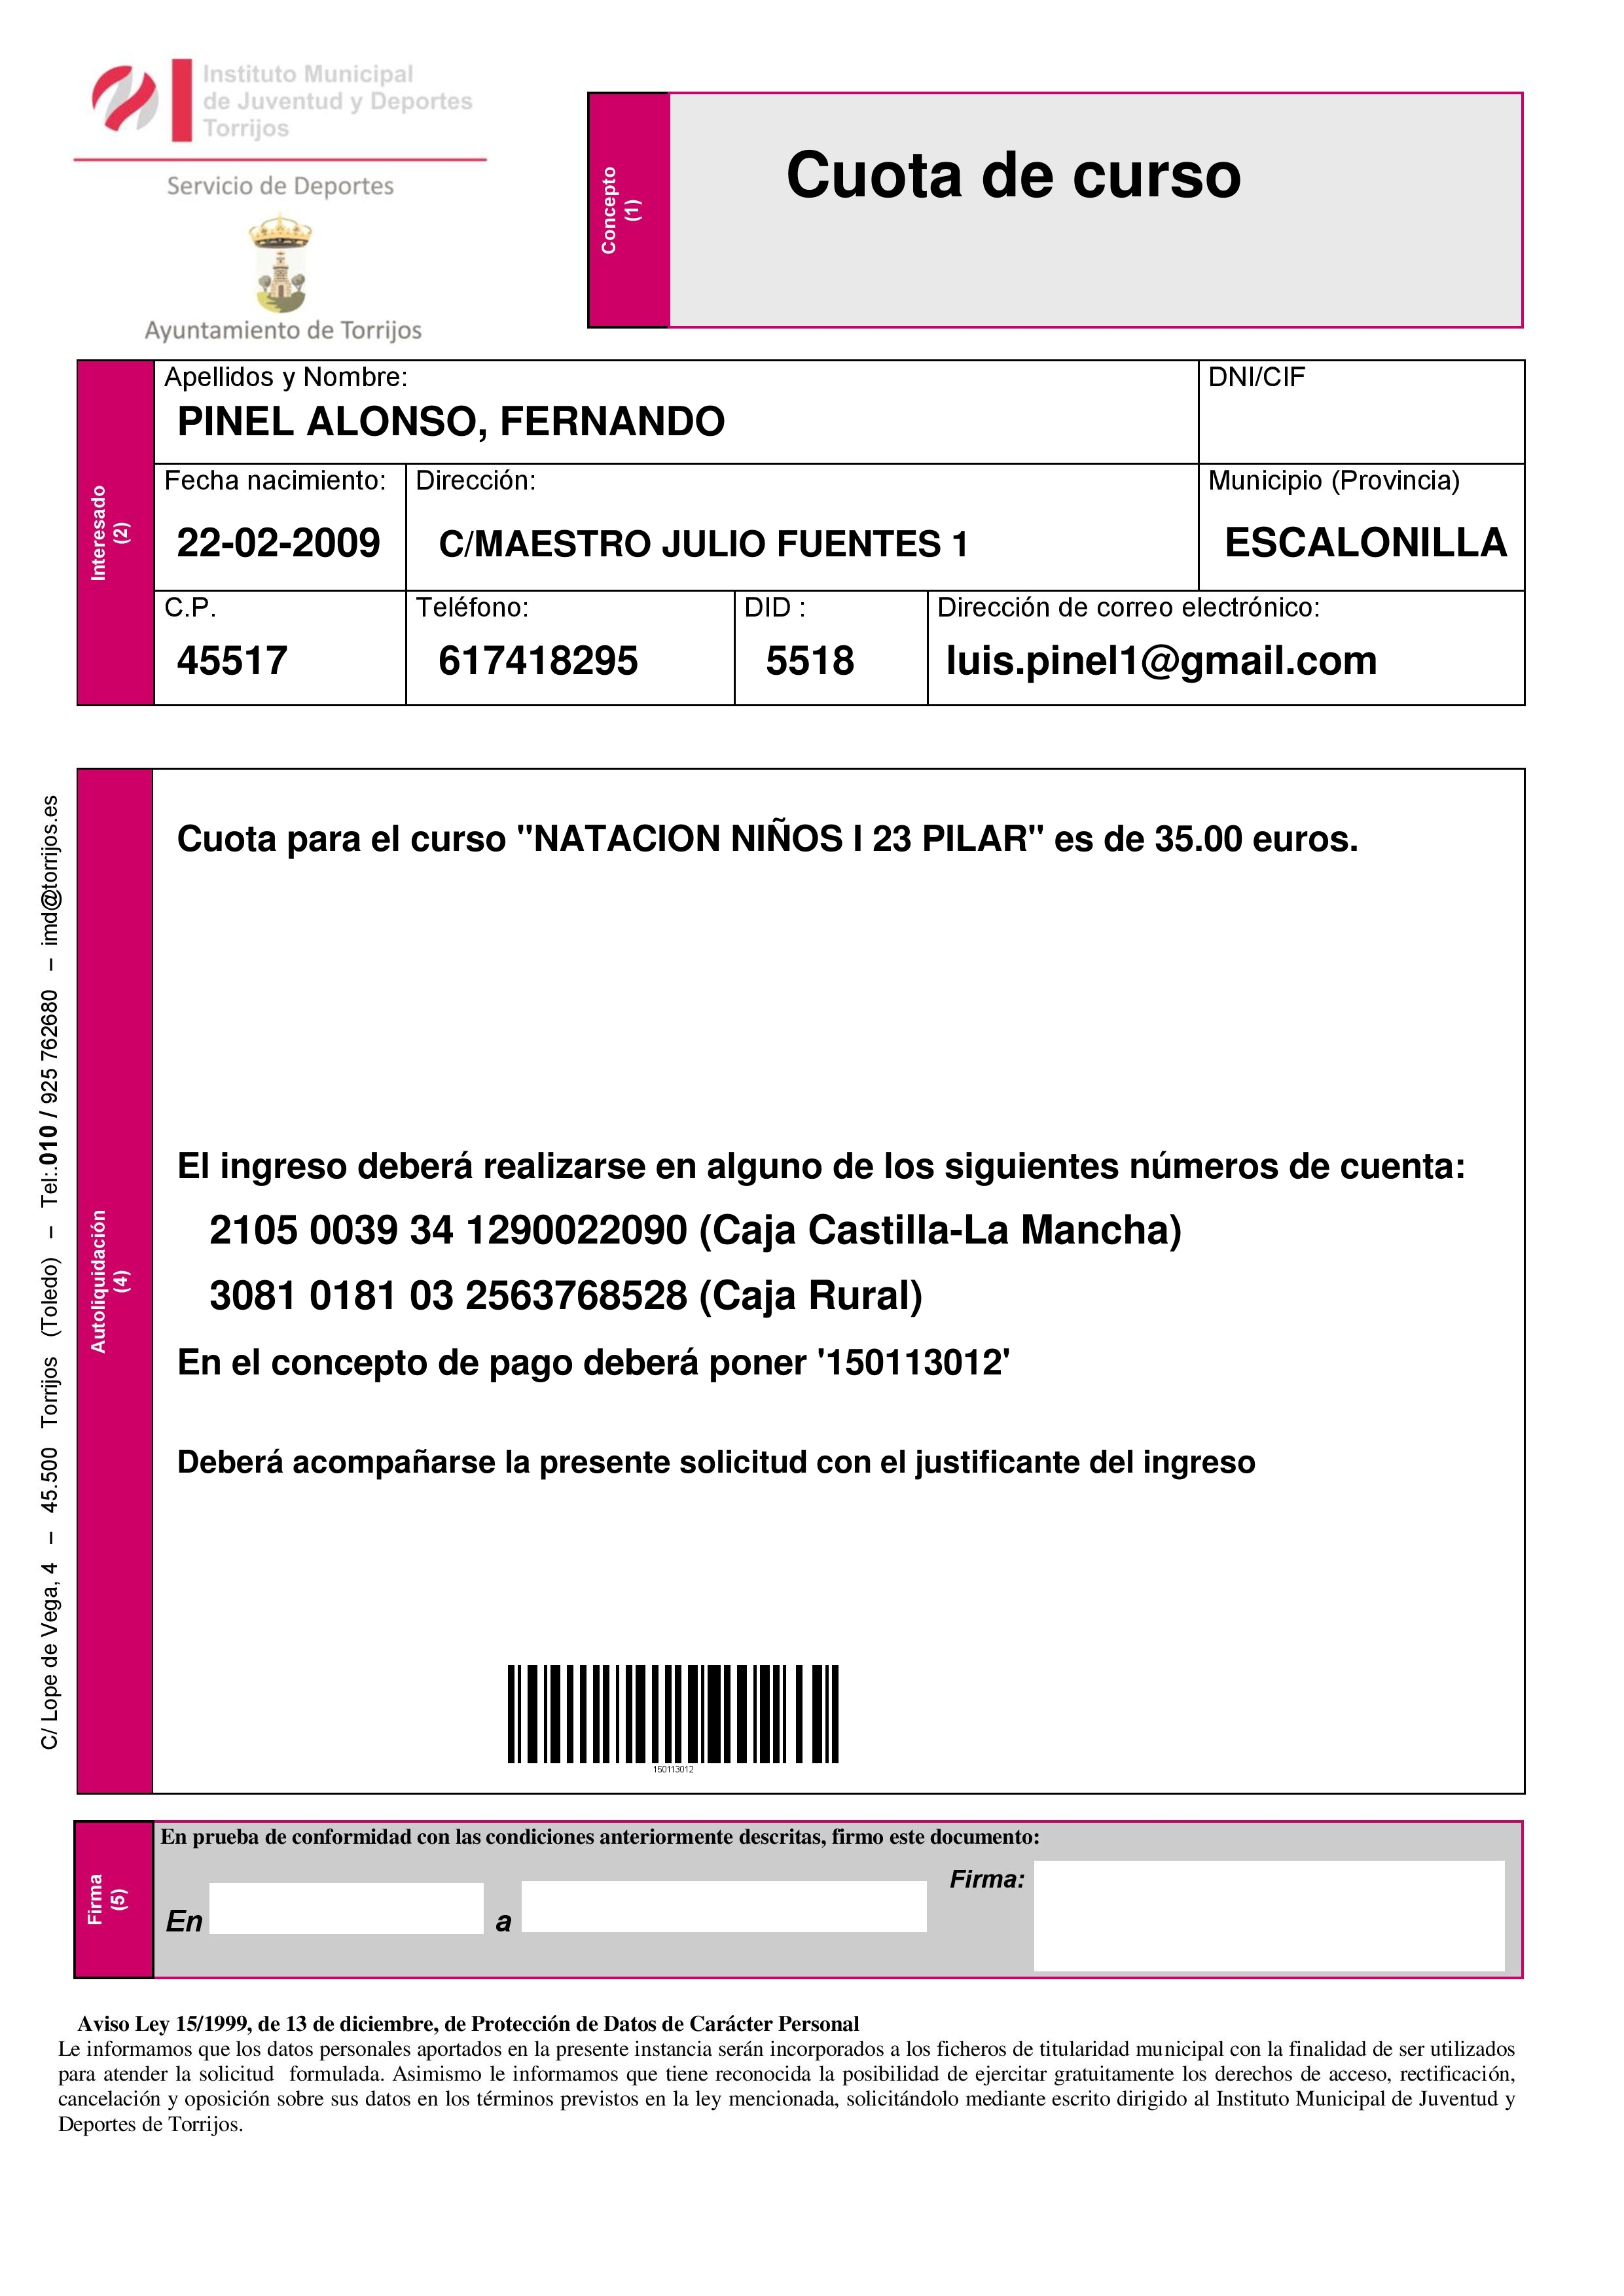 Instituto Municipal
de Juventud y Deportes
Torrijos
Servicio de Deportes
Ayuntamiento de Torrijos
Concepto
(1)
Cuota de curso
Interesado
(2)
Apellidos y Nombre:
PINEL ALONSO, FERNANDO
DNI/CIF
Fecha nacimiento:
22-02-2009
Dirección:
C/MAESTRO JULIO FUENTES 1
Municipio (Provincia)
ESCALONILLA
C.P.
45517
Teléfono:
617418295
DID :
5518
Dirección de correo electrónico:
luis.pinel1@gmail.com
C/ Lope de Vega, 4 – 45.500 Torrijos (Toledo) – Tel:.010 / 925 762680 – imd@torrijos.es
Autoliquidación
(4)
Cuota para el curso "NATACION NIÑOS I 23 PILAR" es de 35.00 euros.
El ingreso deberá realizarse en alguno de los siguientes números de cuenta:
2105 0039 34 1290022090 (Caja Castilla-La Mancha)
3081 0181 03 2563768528 (Caja Rural)
En el concepto de pago deberá poner '150113012'
Deberá acompañarse la presente solicitud con el justificante del ingreso
150113012
Firma
(5)
En prueba de conformidad con las condiciones anteriormente descritas, firmo este documento:
En
a
Firma:
Aviso Ley 15/1999, de 13 de diciembre, de Protección de Datos de Carácter Personal
Le informamos que los datos personales aportados en la presente instancia serán incorporados a los ficheros de titularidad municipal con la finalidad de ser utilizados
para atender la solicitud formulada. Asimismo le informamos que tiene reconocida la posibilidad de ejercitar gratuitamente los derechos de acceso, rectificación,
cancelación y oposición sobre sus datos en los términos previstos en la ley mencionada, solicitándolo mediante escrito dirigido al Instituto Municipal de Juventud y
Deportes de Torrijos.